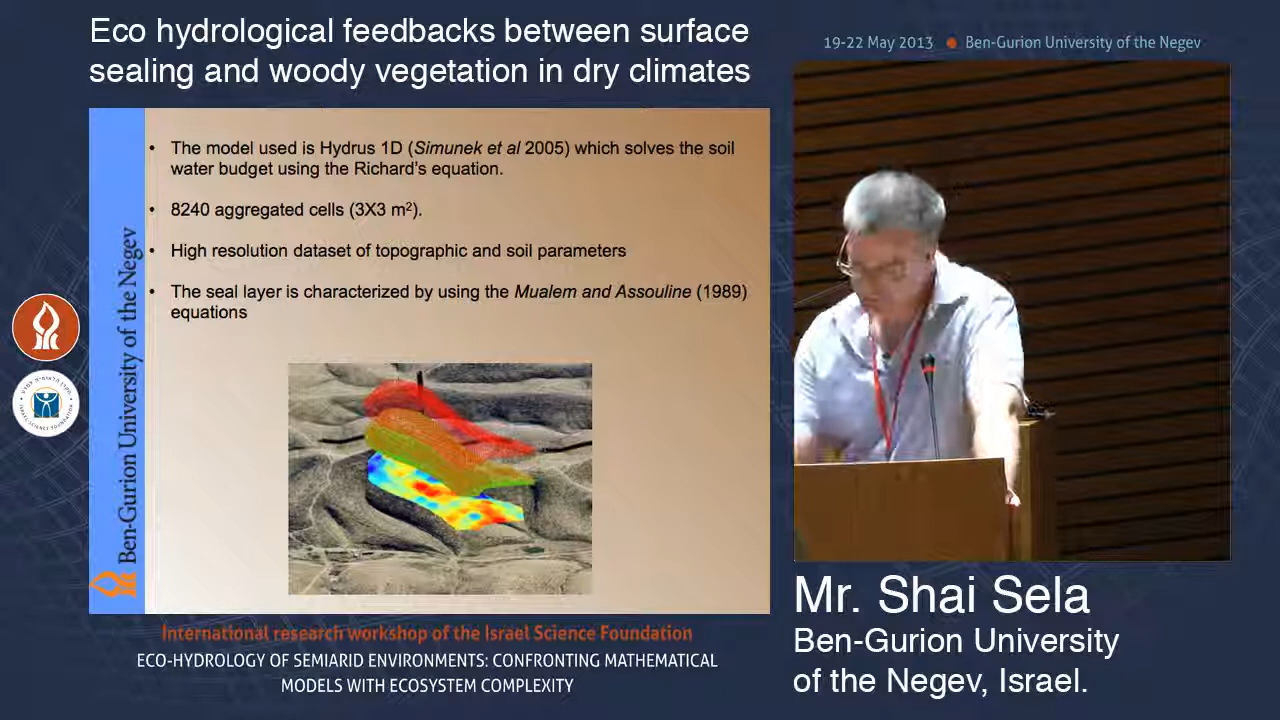 Eco hydrological feedbacks between surface
sealing and woody vegetation in dry climates
19-22 May 2013 ● Ben-Gurion University of the Negev
• The model used is Hydrus 1D (Simunek et al 2005) which solves the soil
water budget using the Richard's equation.
• 8240 aggregated cells (3X3 m²).
• High resolution dataset of topographic and soil parameters
• The seal layer is characterized by using the Mualem and Assouline (1989)
equations
Ben-Gurion University of the Negev
International research workshop of the Israel Science Foundation
ECO-HYDROLOGY OF SEMIARID ENVIRONMENTS: CONFRONTING MATHEMATICAL
MODELS WITH ECOSYSTEM COMPLEXITY
Mr. Shai Sela
Ben-Gurion University
of the Negev, Israel.